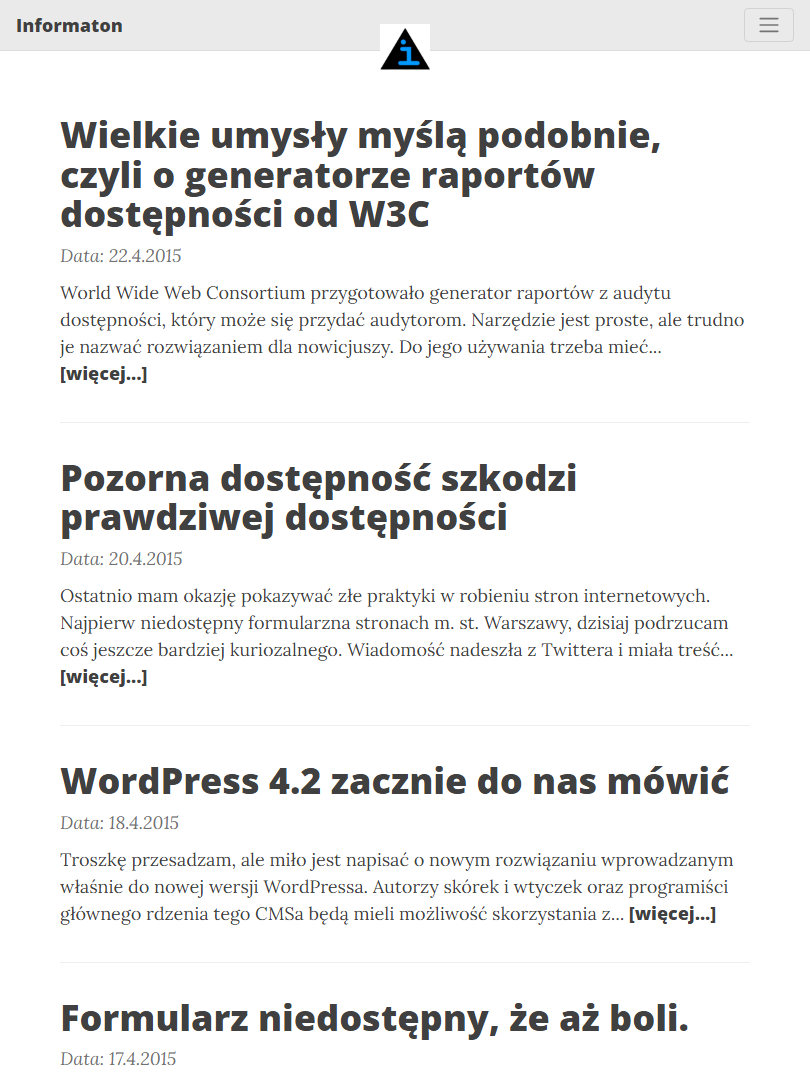 Informaton
i
Wielkie umysły myślą podobnie,
czyli o generatorze raportów
dostępności od W3C
Data: 22.4.2015
World Wide Web Consortium przygotowało generator raportów z audytu
dostępności, który może się przydać audytorom. Narzędzie jest proste, ale trudno
je nazwać rozwiązaniem dla nowicjuszy. Do jego używania trzeba mieć...
[więcej...]
Pozorna dostępność szkodzi
prawdziwej dostępności
Data: 20.4.2015
Ostatnio mam okazję pokazywać złe praktyki w robieniu stron internetowych.
Najpierw niedostępny formularzna stronach m. st. Warszawy, dzisiaj podrzucam
coś jeszcze bardziej kuriozalnego. Wiadomość nadeszła z Twittera i miała treść...
[więcej...]
WordPress 4.2 zacznie do nas mówić
Data: 18.4.2015
Troszkę przesadzam, ale miło jest napisać o nowym rozwiązaniu wprowadzanym
właśnie do nowej wersji WordPressa. Autorzy skórek i wtyczek oraz programiści
głównego rdzenia tego CMSa będą mieli możliwość skorzystania z... [więcej...]
Formularz niedostępny, że aż boli.
Data: 17.4.2015